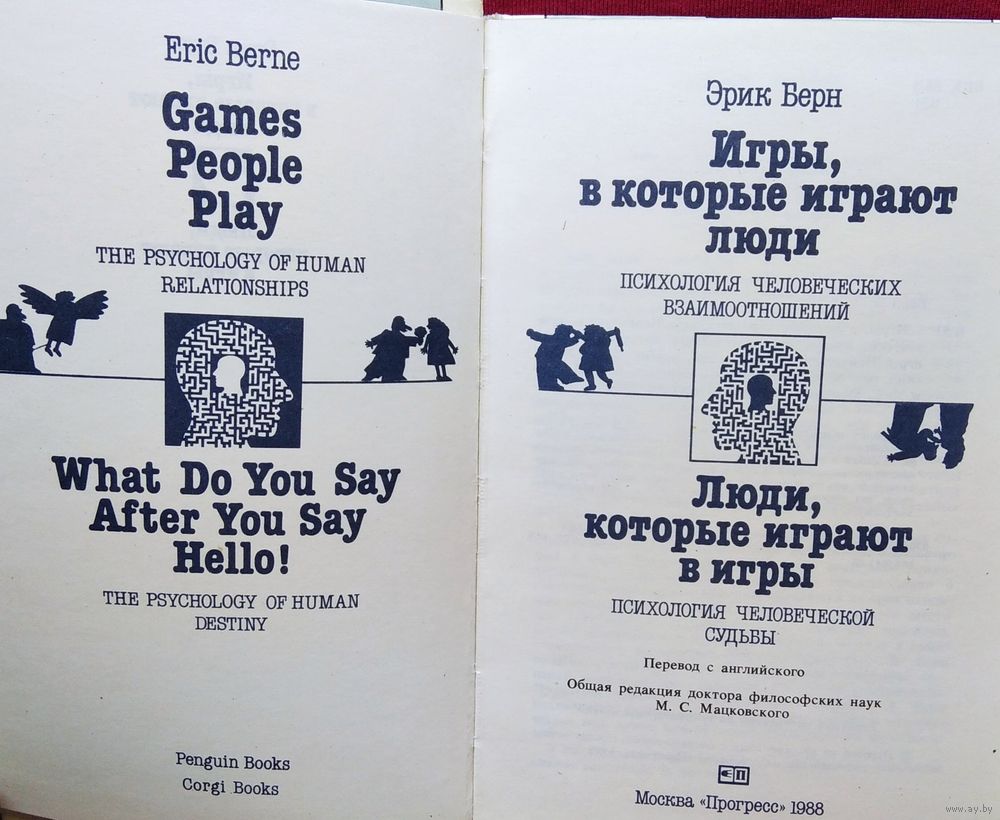 Eric Berne
Games
People
Play
THE PSYCHOLOGY OF HUMAN
RELATIONSHIPS
What Do You Say
After You Say
Hello!
THE PSYCHOLOGY OF HUMAN
DESTINY
Penguin Books
Corgi Books
Эрик Берн
Игры,
в которые играют
люди
ПСИХОЛОГИЯ ЧЕЛОВЕЧЕСКИХ
ВЗАИМООТНОШЕНИЙ
Люди,
которые играют
в игры
ПСИХОЛОГИЯ ЧЕЛОВЕЧЕСКОЙ
СУДЬБЫ
Перевод с английского
Общая редакция доктора философских наук
М. С. Мацковского
Москва «Прогресс» 1988
www.ay.by